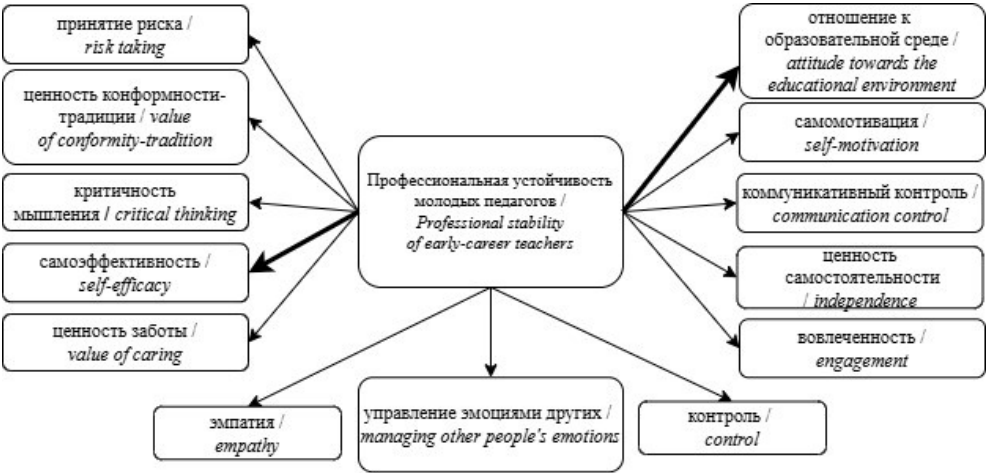 принятие риска /
risk taking
ценность конформности-
традиции / value
of conformity-tradition
критичность
мышления / critical thinking
самоэффективность /
self-efficacy
ценность заботы /
value of caring
Профессиональная устойчивость
молодых педагогов /
Professional stability
of early-career teachers
отношение к
образовательной среде /
attitude towards the
educational environment
самомотивация /
self-motivation
коммуникативный контроль /
communication control
ценность
самостоятельности
/ independence
вовлеченность /
engagement
эмпатия /
empathy
управление эмоциями других /
managing other people's emotions
контроль /
control